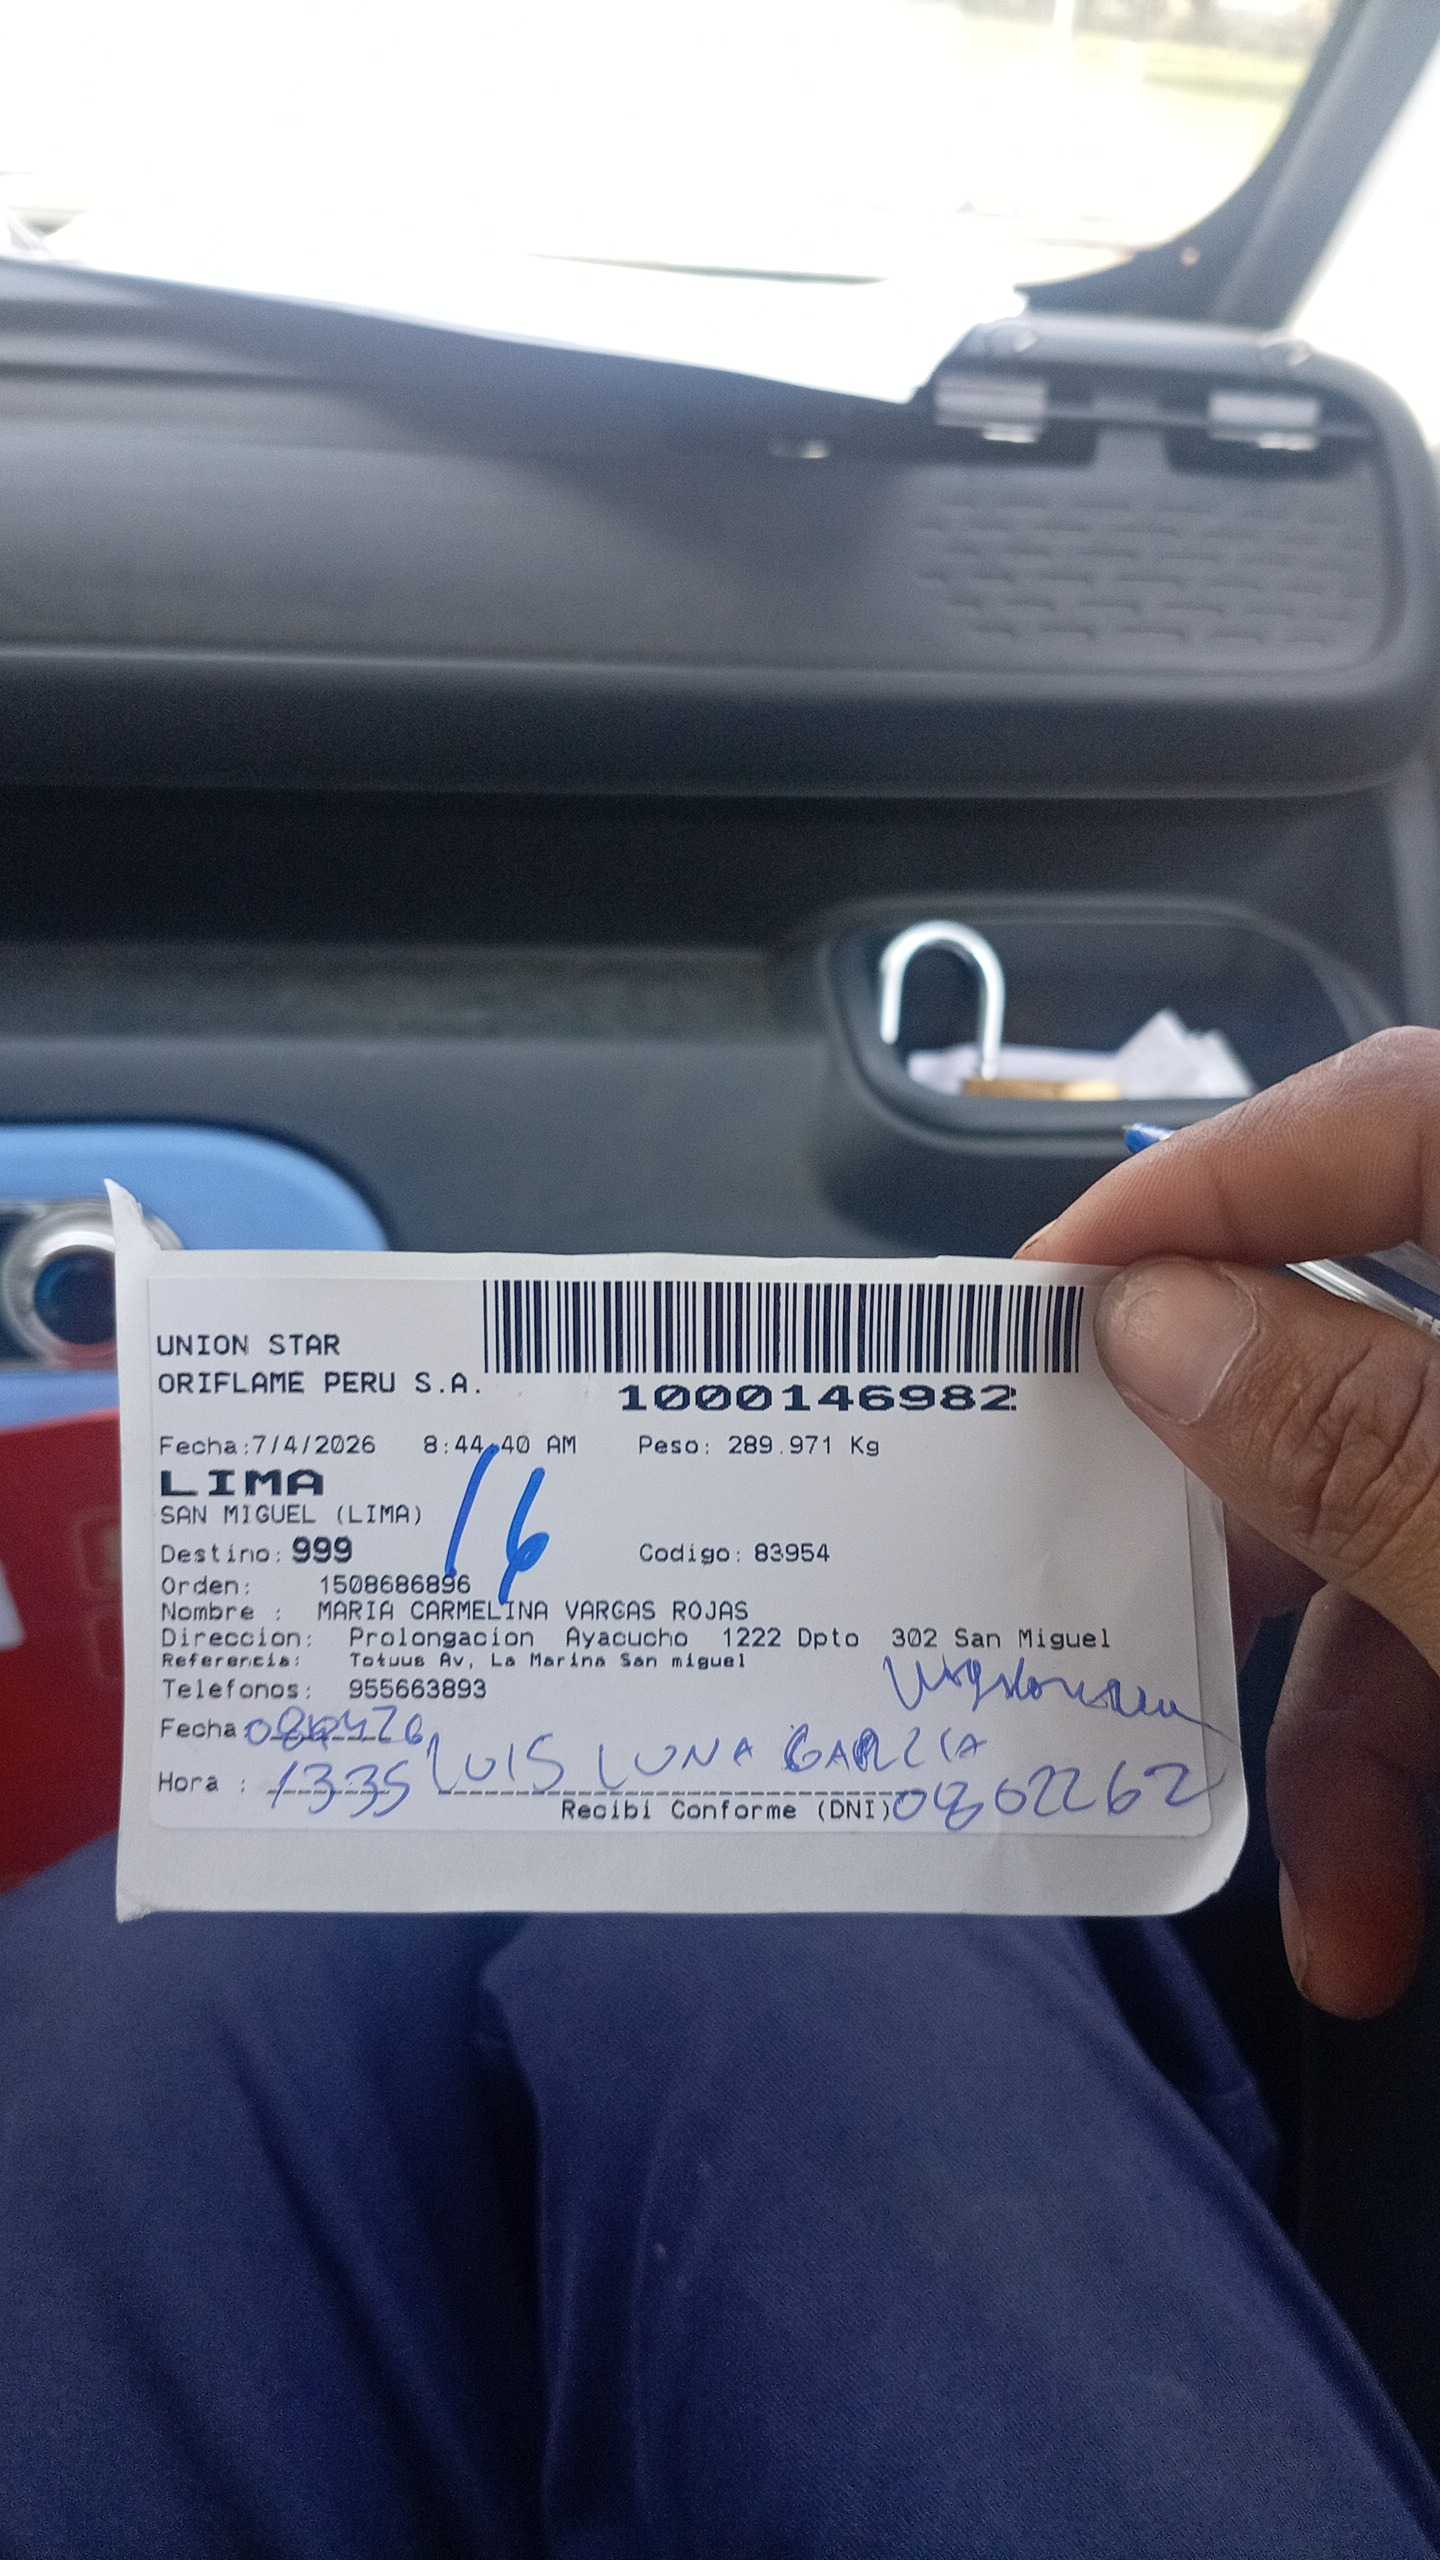 UNION STAR
ORIFLAME PERU S.A.
1000146982
Fecha:7/4/2026 8:44:40 AM Peso: 289.971 Kg
LIMA
16
SAN MIGUEL (LIMA)
Destino: 999 Codigo: 83954
Orden: 1508686896
Nombre : MARIA CARMELINA VARGAS ROJAS
Direccion: Prolongacion Ayacucho 1222 Dpto 302 San Miguel
Referencia: Totuus Av, La Marina San miguel
Telefonos: 955663893
Fecha 080426
LUIS LUNA GARCIA
Hora : 1335
Recibi Conforme (DNI) 08602262